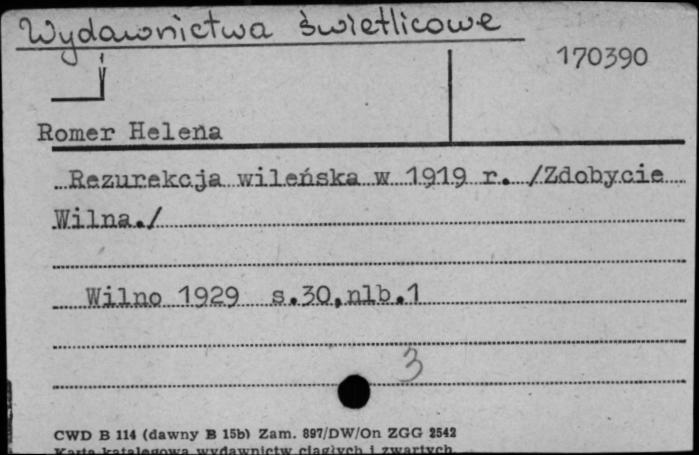 Wydawnictwa świetlicowe
170390
V
Romer Helena
Rezurekcja wileńska w 1919 r. /Zdobycie
Wilna./
Wilno 1929 s.30,nlb.1
3
CWD B 114 (dawny B 15b) Zam. 897/DW/On ZGG 2542
Karta katalogowa wydawnictw ciągłych i zwartych.